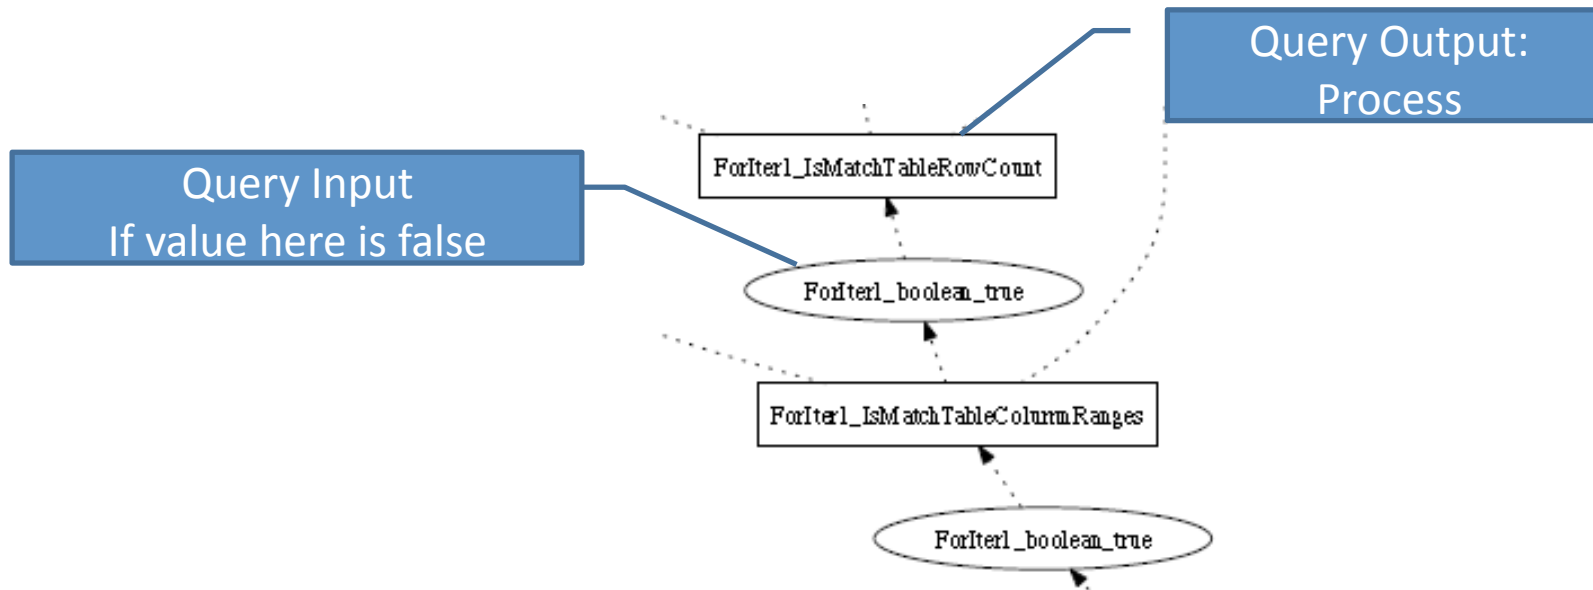 Query Output:
Process
ForIter1_IsMatchTableRowCount
Query Input
If value here is false
ForIter1_boolean_true
ForIter1_IsMatchTableColumnRanges
ForIter1_boolean_true